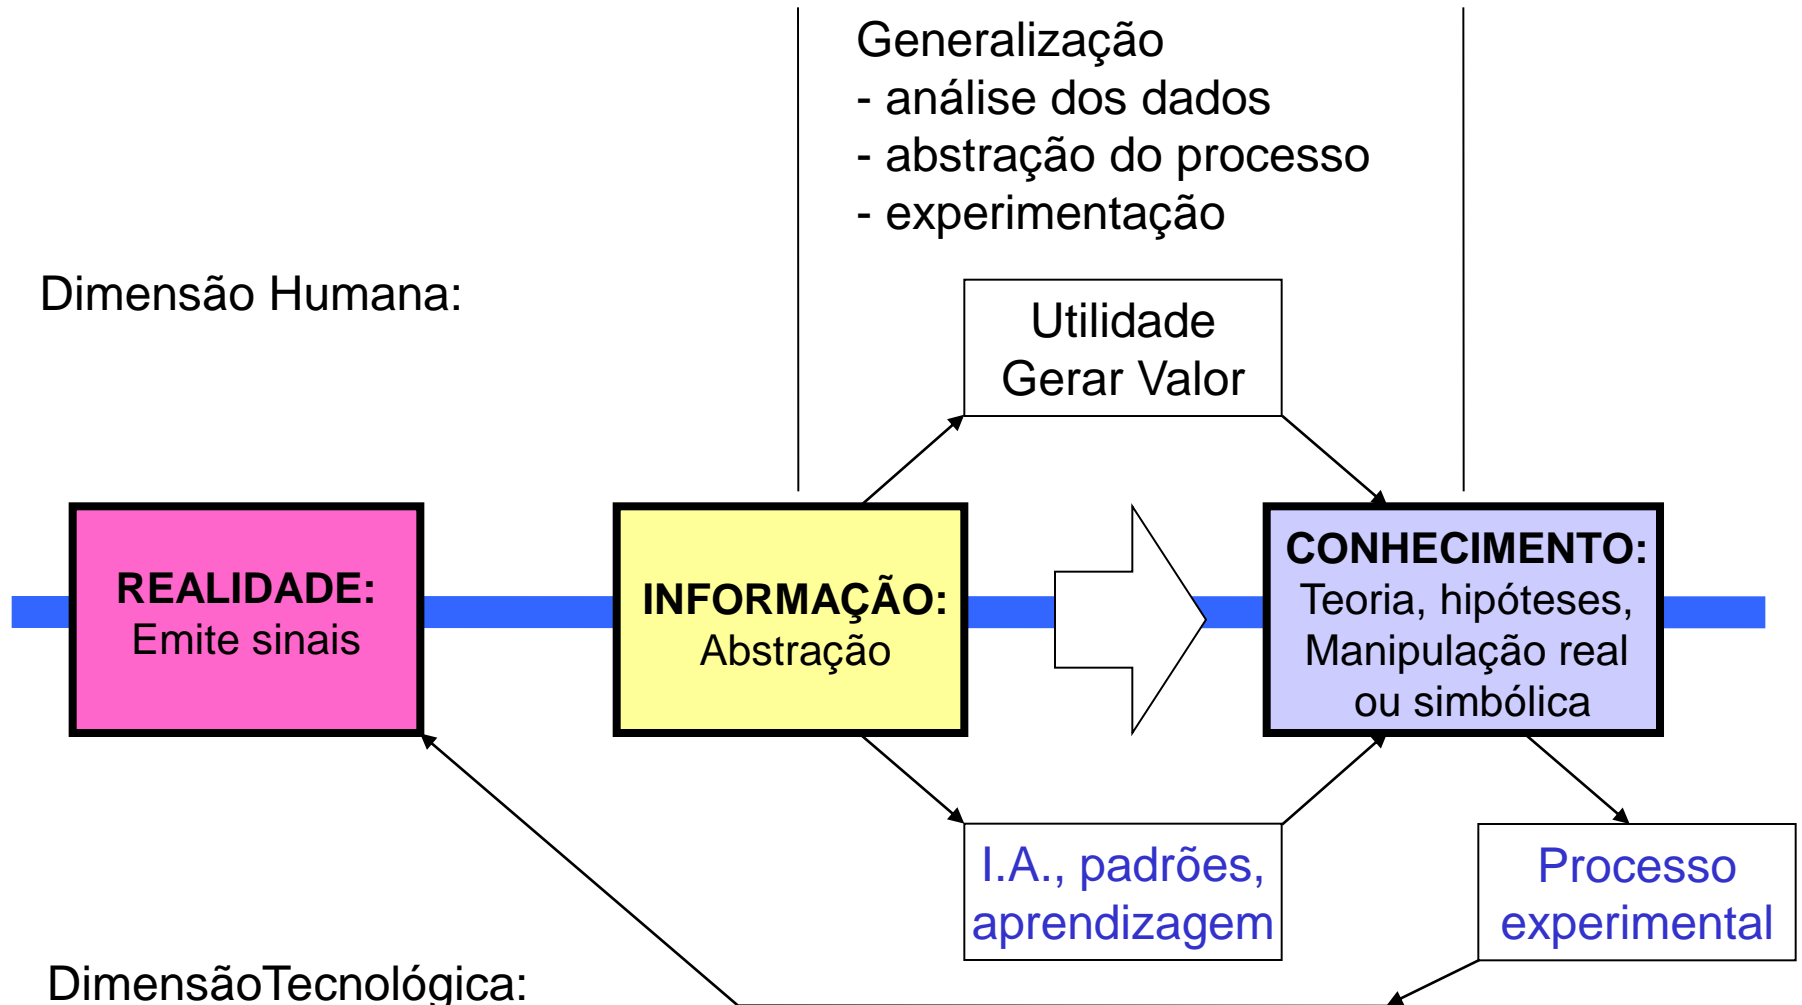 Generalização
- análise dos dados
- abstração do processo
- experimentação
Dimensão Humana:
Utilidade
Gerar Valor
REALIDADE:
Emite sinais
INFORMAÇÃO:
Abstração
CONHECIMENTO:
Teoria, hipóteses,
Manipulação real
ou simbólica
I.A., padrões,
aprendizagem
Processo
experimental
DimensãoTecnológica: